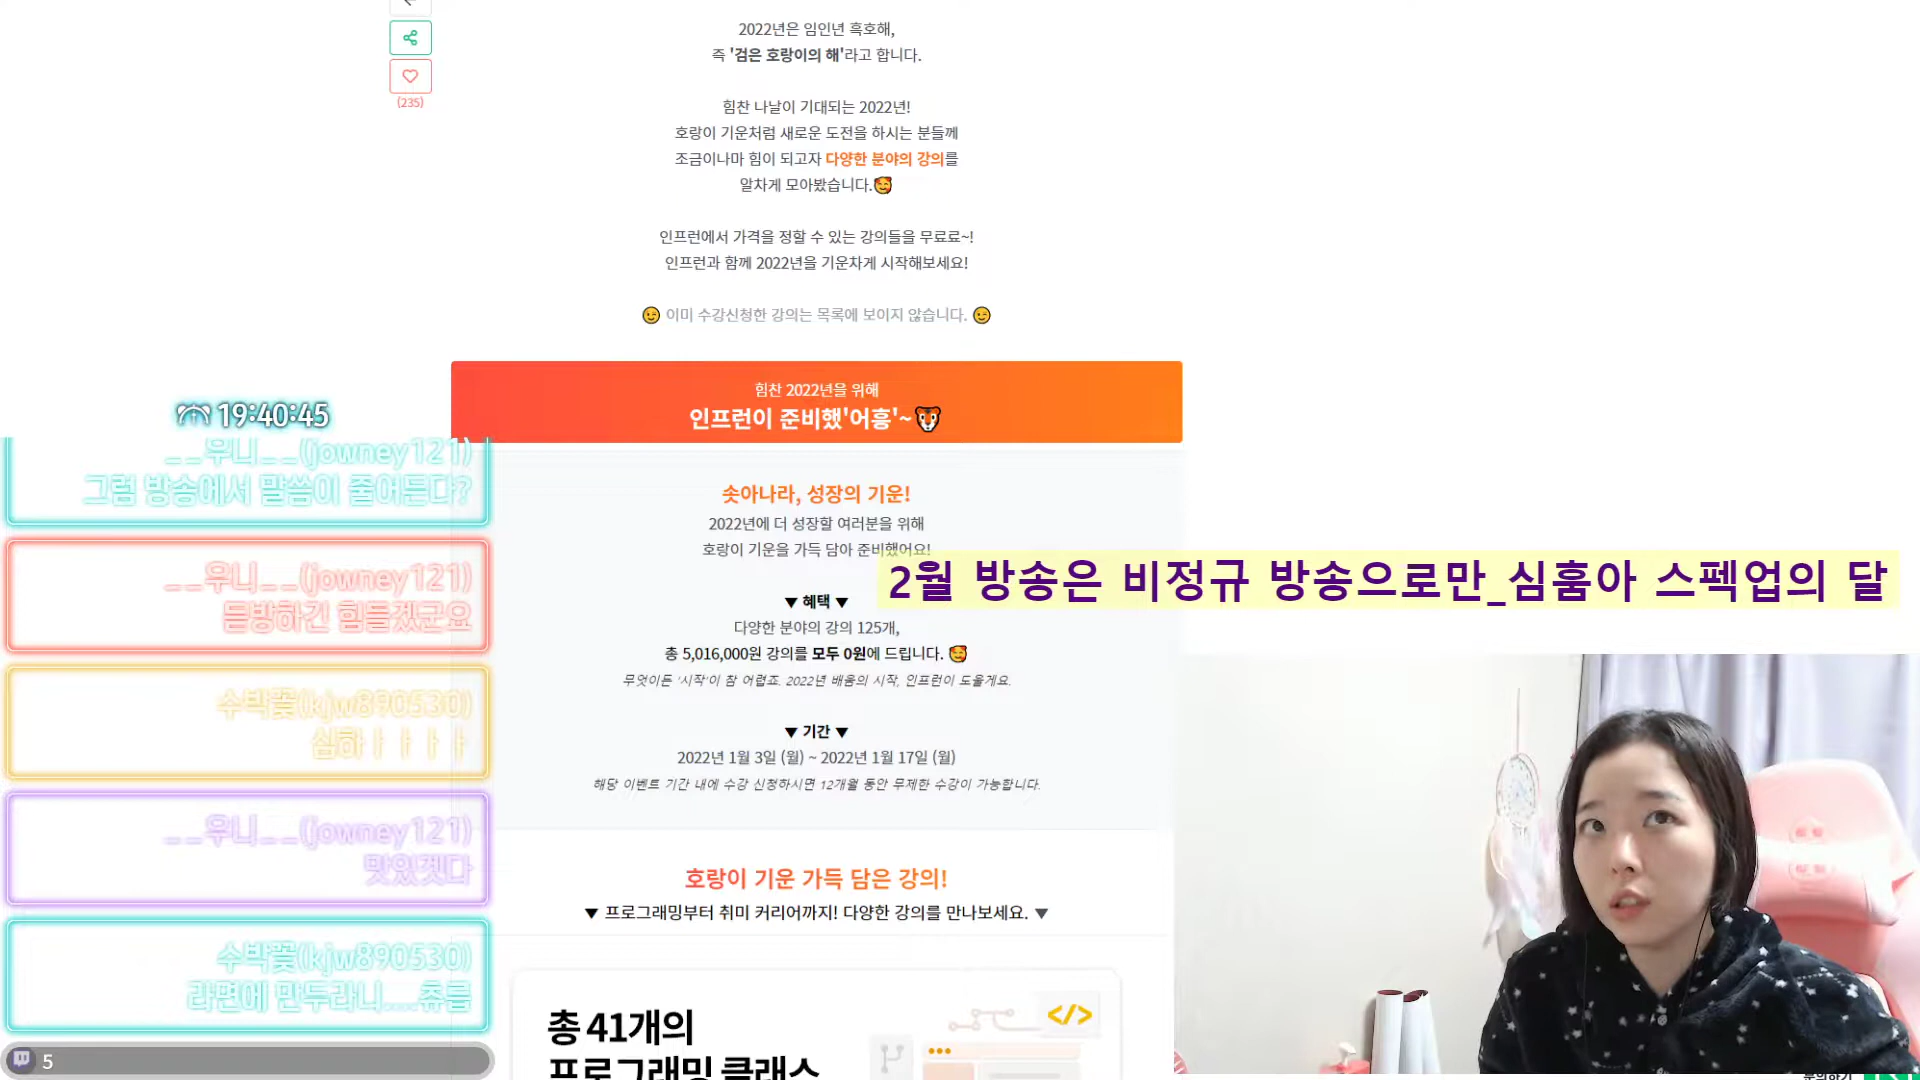 (235)
2022년은 임인년 흑호해,
즉 '검은 호랑이의 해'라고 합니다.
힘찬 나날이 기대되는 2022년!
호랑이 기운처럼 새로운 도전을 하시는 분들께
조금이나마 힘이 되고자 다양한 분야의 강의를
알차게 모아봤습니다.🥰
인프런에서 가격을 정할 수 있는 강의들을 무료료~!
인프런과 함께 2022년을 기운차게 시작해보세요!
😉 이미 수강신청한 강의는 목록에 보이지 않습니다. 😉
힘찬 2022년을 위해
인프런이 준비했'어흥'~🐯
솟아나라, 성장의 기운!
2022년에 더 성장할 여러분을 위해
호랑이 기운을 가득 담아 준비했어요!
▼ 혜택 ▼
다양한 분야의 강의 125개,
총 5,016,000원 강의를 모두 0원에 드립니다. 🥰
무엇이든 '시작'이 참 어렵죠. 2022년 배움의 시작, 인프런이 도울게요.
▼ 기간 ▼
2022년 1월 3일 (월) ~ 2022년 1월 17일 (월)
해당 이벤트 기간 내에 수강 신청하시면 12개월 동안 무제한 수강이 가능합니다.
호랑이 기운 가득 담은 강의!
▼ 프로그래밍부터 취미 커리어까지! 다양한 강의를 만나보세요. ▼
총 41개의
프로그래밍 클래스
</>
19:40:45
__우니__(jowney121)
그럼 방송에서 말씀이 줄어든다?
__우니__(jowney121)
듣방하긴 힘들겠군요
수박꽃(kjw890530)
심하ㅏㅏㅏㅏ
__우니__(jowney121)
맛있겟다
수박꽃(kjw890530)
라면에 만두라니....츄릅
5
2월 방송은 비정규 방송으로만_심훔아 스펙업의 달
문의하기